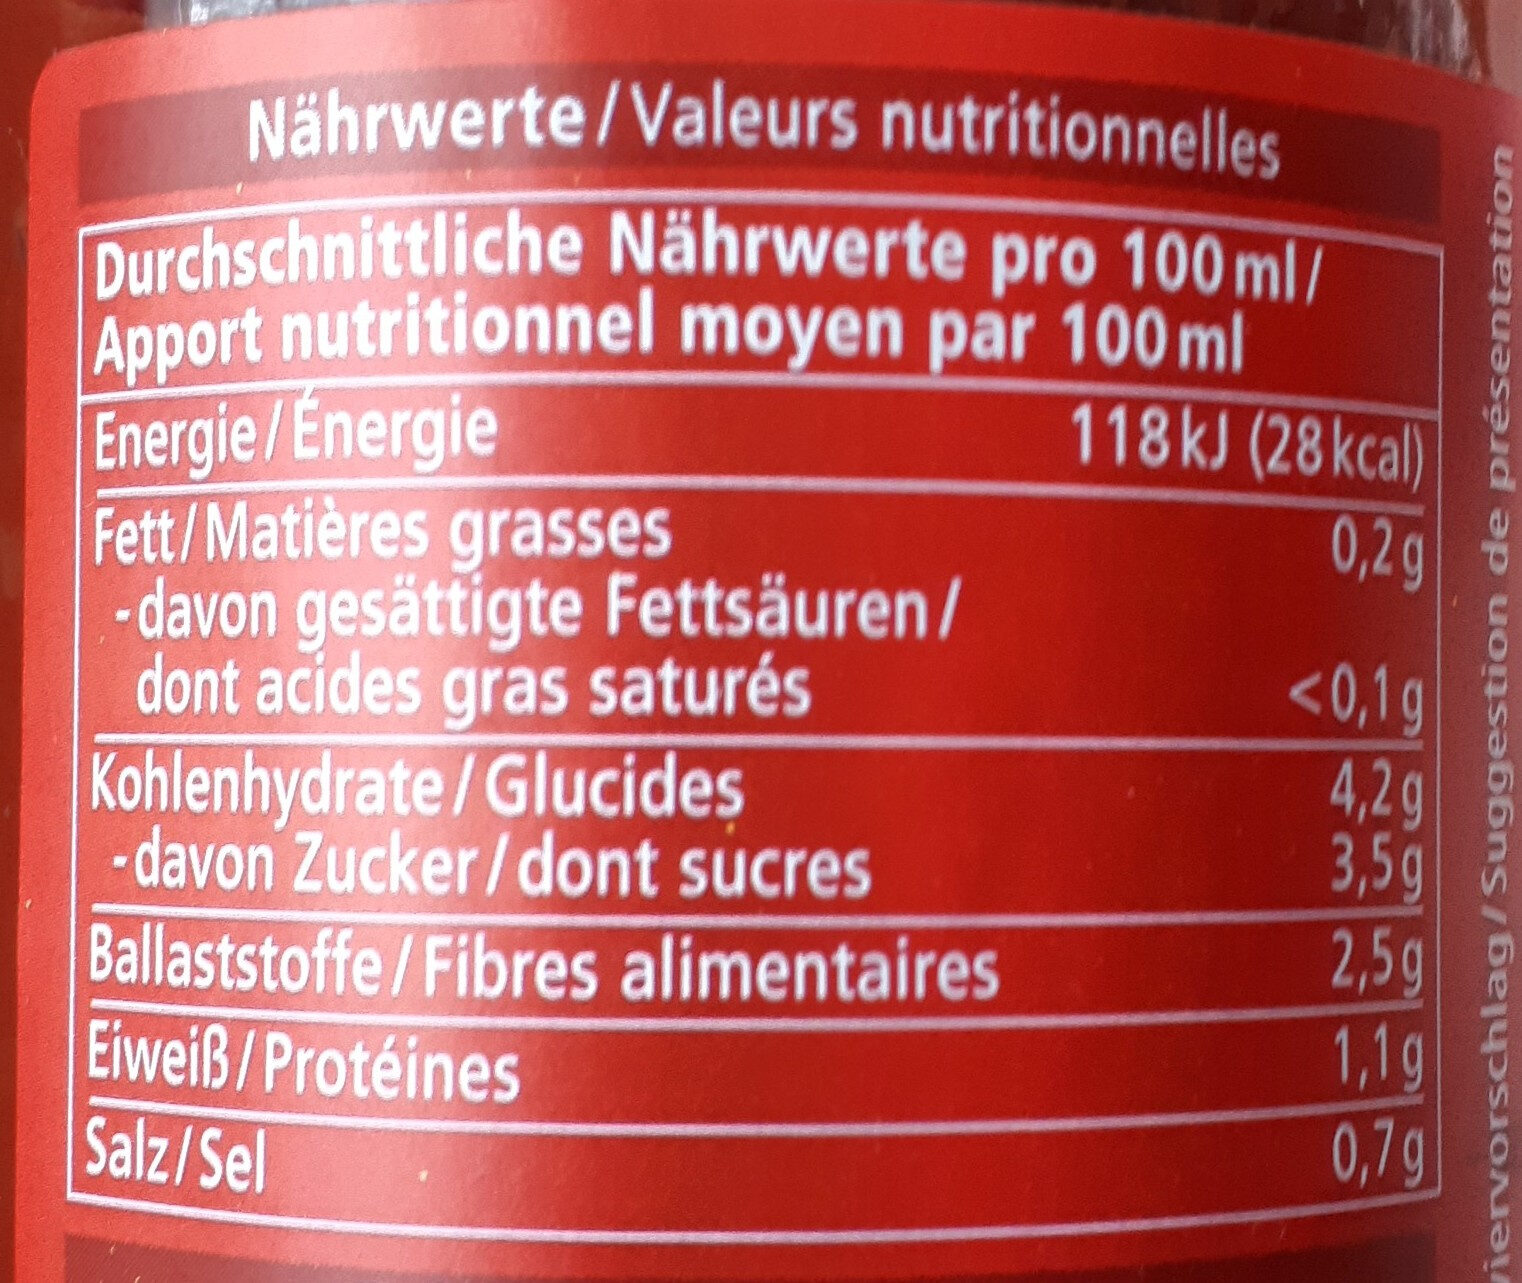 Nährwerte / Valeurs nutritionnelles
Durchschnittliche Nährwerte pro 100 ml /
Apport nutritionnel moyen par 100 ml
Energie / Énergie 118 kJ (28 kcal)
Fett / Matières grasses 0,2 g
- davon gesättigte Fettsäuren /
dont acides gras saturés <0,1 g
Kohlenhydrate / Glucides 4,2 g
- davon Zucker / dont sucres 3,5 g
Ballaststoffe / Fibres alimentaires 2,5 g
Eiweiß / Protéines 1,1 g
Salz / Sel 0,7 g
/ Suggestion de présentation